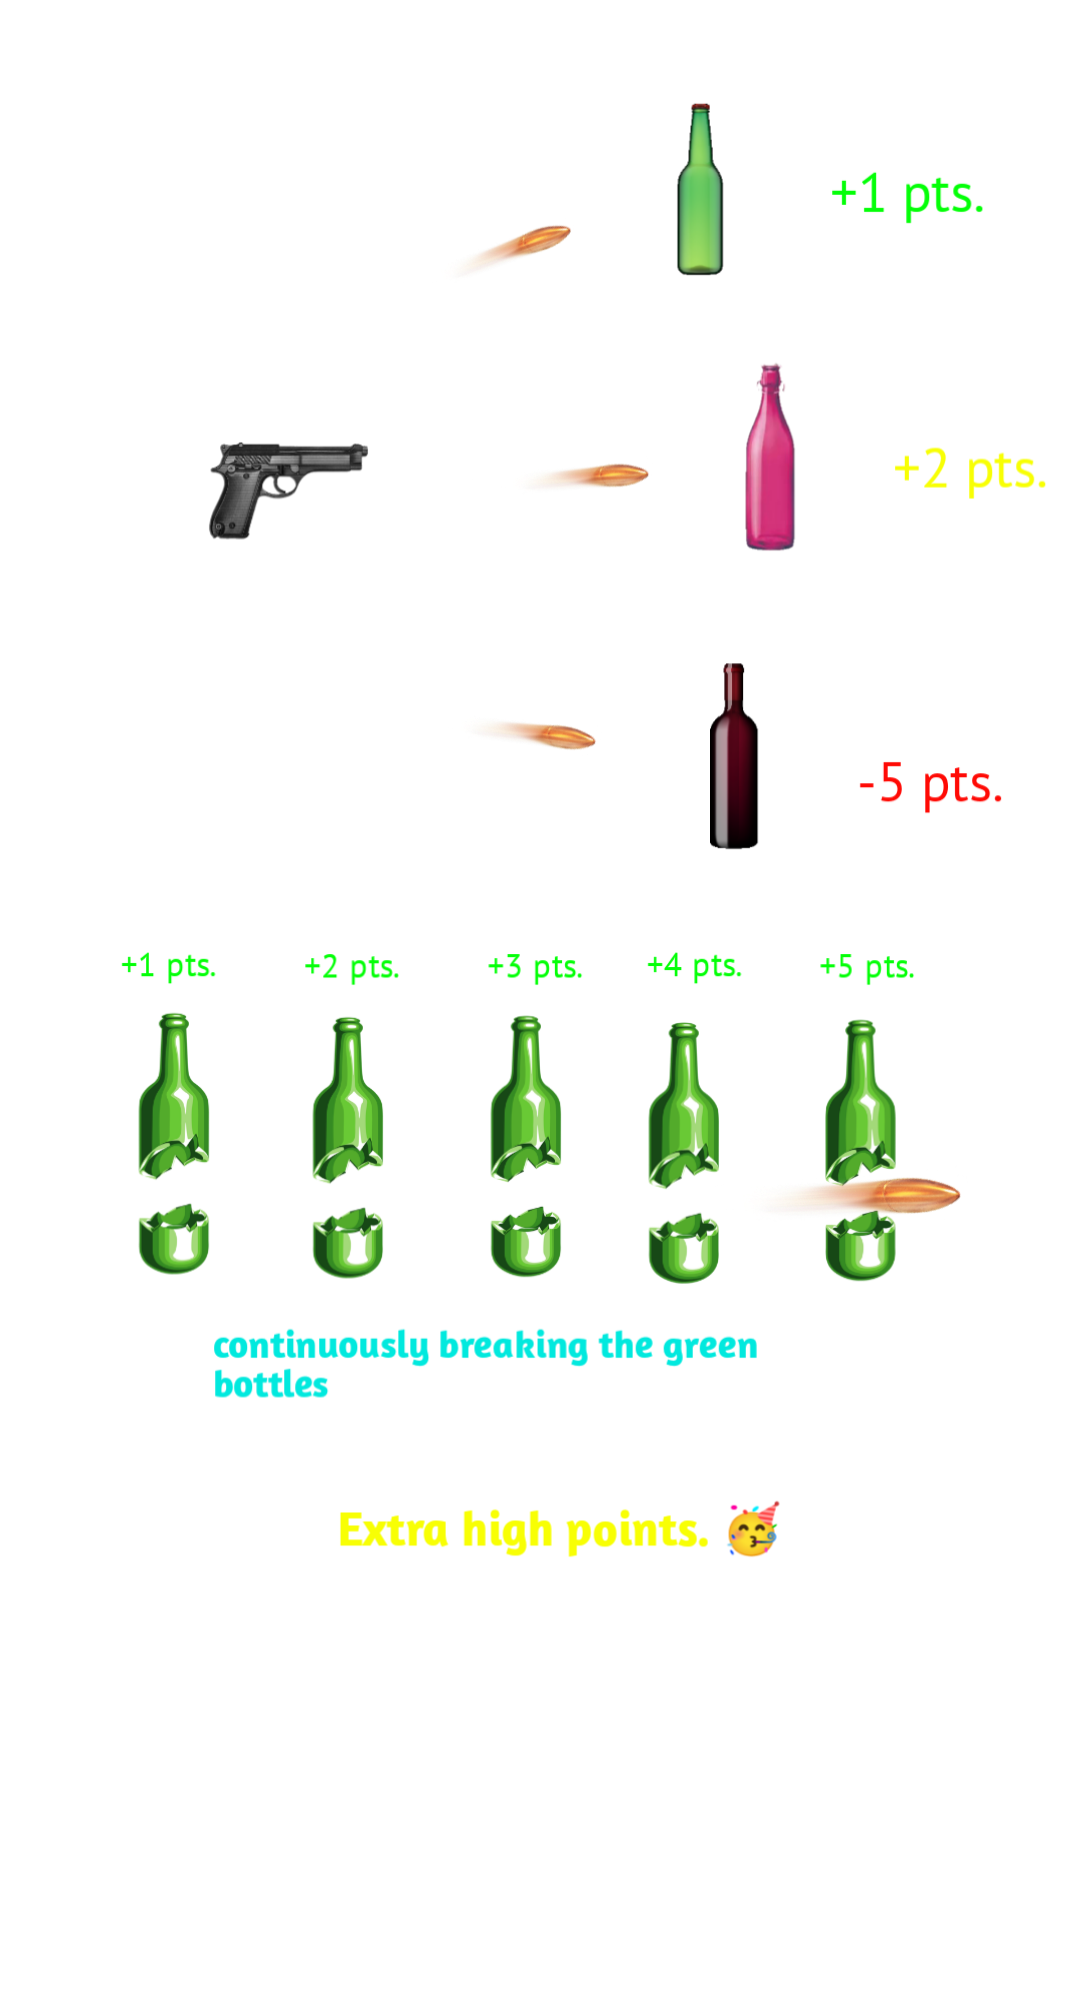 +1 pts.
+2 pts.
-5 pts.
+1 pts. +2 pts. +3 pts. +4 pts. +5 pts.
continuously breaking the green
bottles
Extra high points. 🥳